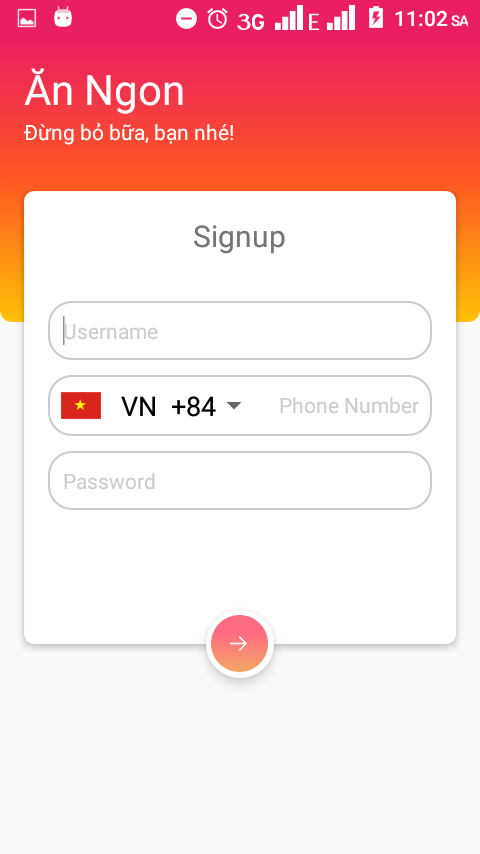 3G E 11:02 SA
Ăn Ngon
Đừng bỏ bữa, bạn nhé!
Signup
Username
VN +84 Phone Number
Password